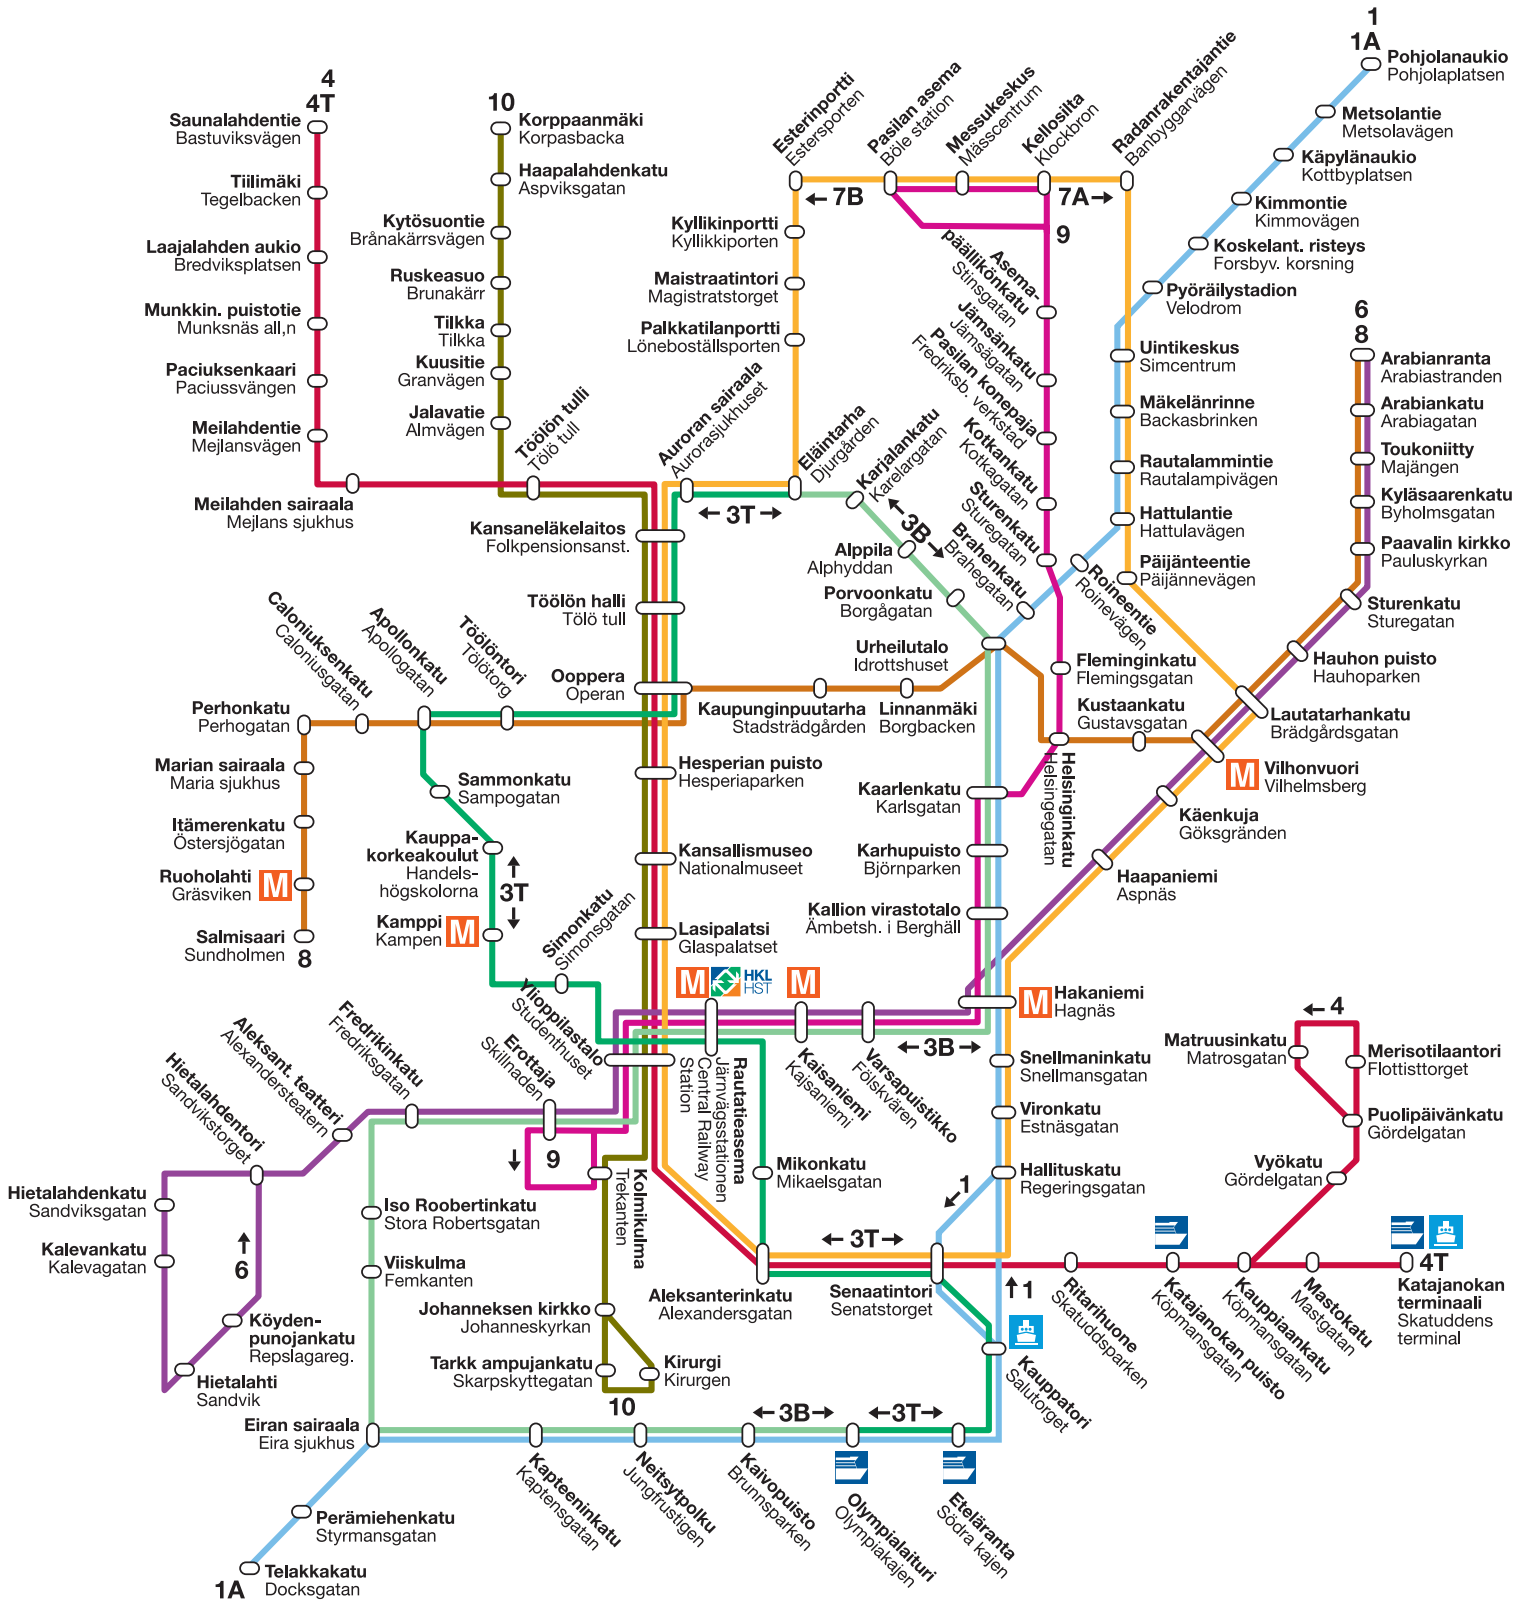 1
1A
Pohjolanaukio
Pohjolaplatsen
Metsolantie
Metsolavägen
Käpylänaukio
Kottbyplatsen
Kimmontie
Kimmovägen
Koskelant. risteys
Forsbyv. korsning
Pyöräilystadion
Velodrom
4
4T
Saunalahdentie
Bastuviksvägen
Tiilimäki
Tegelbacken
Laajalahden aukio
Bredviksplatsen
Munkkin. puistotie
Munksnäs all,n
Paciuksenkaari
Paciussvängen
Meilahdentie
Mejlansvägen
Meilahden sairaala
Mejlans sjukhus
10
Korppaanmäki
Korpasbacka
Haapalahdenkatu
Aspviksgatan
Kytösuontie
Brånakärrsvägen
Ruskeasuo
Brunakärr
Tilkka
Tilkka
Kuusitie
Granvägen
Jalavatie
Almvägen
Töölön tulli
Tölö tull
Esterinportti
Estersporten
Pasilan asema
Böle station
Messukeskus
Mässcentrum
Kellosilta
Klockbron
Radanrakentajantie
Banbyggarvägen
← 7B
7A →
9
Kyllikinportti
Kyllikkiporten
Maistraatintori
Magistratstorget
Palkkatilanportti
Löneboställsporten
Auroran sairaala
Aurorasjukhuset
Eläintarha
Djurgården
← 3T →
Karjalankatu
Karelargatan
← 3B →
Alppila
Alphyddan
Porvoonkatu
Borgågatan
Asema-
päällikönkatu
Stinsgatan
Jämsänkatu
Jämsägatan
Pasilan konepaja
Fredriksb. verkstad
Kotkankatu
Kotkagatan
Sturenkatu
Sturegatan
Brahenkatu
Brahegatan
Roineentie
Roinevägen
Uintikeskus
Simcentrum
Mäkelänrinne
Backasbrinken
Rautalammintie
Rautalampivägen
Hattulantie
Hattulavägen
Päijänteentie
Päijännevägen
6
8
Arabianranta
Arabiastranden
Arabiankatu
Arabiagatan
Toukoniitty
Majängen
Kyläsaarenkatu
Byholmsgatan
Paavalin kirkko
Pauluskyrkan
Sturenkatu
Sturegatan
Hauhon puisto
Hauhoparken
Lautatarhankatu
Brädgårdsgatan
M
Vilhonvuori
Vilhelmsberg
Käenkuja
Göksgränden
Haapaniemi
Aspnäs
Kansaneläkelaitos
Folkpensionsanst.
Töölön halli
Tölö tull
Ooppera
Operan
Urheilutalo
Idrottshuset
Kaupunginpuutarha
Stadsträdgården
Linnanmäki
Borgbacken
Fleminginkatu
Flemingsgatan
Kustaankatu
Gustavsgatan
Helsinginkatu
Helsingegatan
Caloniuksenkatu
Caloniusgatan
Apollonkatu
Apollogatan
Töölöntori
Tölötorg
Perhonkatu
Perhogatan
Marian sairaala
Maria sjukhus
Itämerenkatu
Östersjögatan
Ruoholahti
Gräsviken
M
Salmisaari
Sundholmen
8
Sammonkatu
Sampogatan
Kauppa-
korkeakoulut
Handels-
högskolorna
← 3T →
Kamppi
Kampen
M
Simonkatu
Simonsgatan
Hesperian puisto
Hesperiaparken
Kansallismuseo
Nationalmuseet
Lasipalatsi
Glaspalatset
M
HKL
HST
M
Kaarlenkatu
Karlsgatan
Karhupuisto
Björnparken
Kallion virastotalo
Ämbetsh. i Berghäll
M
Hakaniemi
Hagnäs
Ylioppilastalo
Studenthuset
Erottaja
Skillnaden
Rautatieasema
Järnvägsstationen
Central Railway
Station
Kaisaniemi
Kajsaniemi
Varsapuistikko
Fölskvären
← 3B →
Snellmaninkatu
Snellmansgatan
Vironkatu
Estnäsgatan
Hallituskatu
Regeringsgatan
← 1
Fredrikinkatu
Fredriksgatan
Aleksant. teatteri
Alexandersteatern
Hietalahdentori
Sandvikstorget
Hietalahdenkatu
Sandviksgatan
Kalevankatu
Kalevagatan
→ 6
Köyden-
punojankatu
Repslagareg.
Hietalahti
Sandvik
9
Kolmikulma
Trekanten
Mikonkatu
Mikaelsgatan
← 4
Matruusinkatu
Matrosgatan
Merisotilaantori
Flottisttorget
Puolipäivänkatu
Gördelgatan
Vyökatu
Gördelgatan
Iso Roobertinkatu
Stora Robertsgatan
Viiskulma
Femkanten
Johanneksen kirkko
Johanneskyrkan
Tarkk ampujankatu
Skarpskyttegatan
Kirurgi
Kirurgen
10
← 3T →
Aleksanterinkatu
Alexandersgatan
Senaatintori
Senatstorget
→ 1
Ritarihuone
Skatuddsparken
Katajanokan puisto
Köpmansgatan
Kauppiaankatu
Köpmansgatan
Mastokatu
Mastgatan
4T
Katajanokan
terminaali
Skatuddens
terminal
Kauppatori
Salutorget
Eiran sairaala
Eira sjukhus
← 3B →
← 3T →
Kapteeninkatu
Kaptensgatan
Neitsytpolku
Jungfrustigen
Kaivopuisto
Brunnsparken
Olympialaituri
Olympiakajen
Eteläranta
Södra kajen
Perämiehenkatu
Styrmansgatan
Telakkakatu
Docksgatan
1A